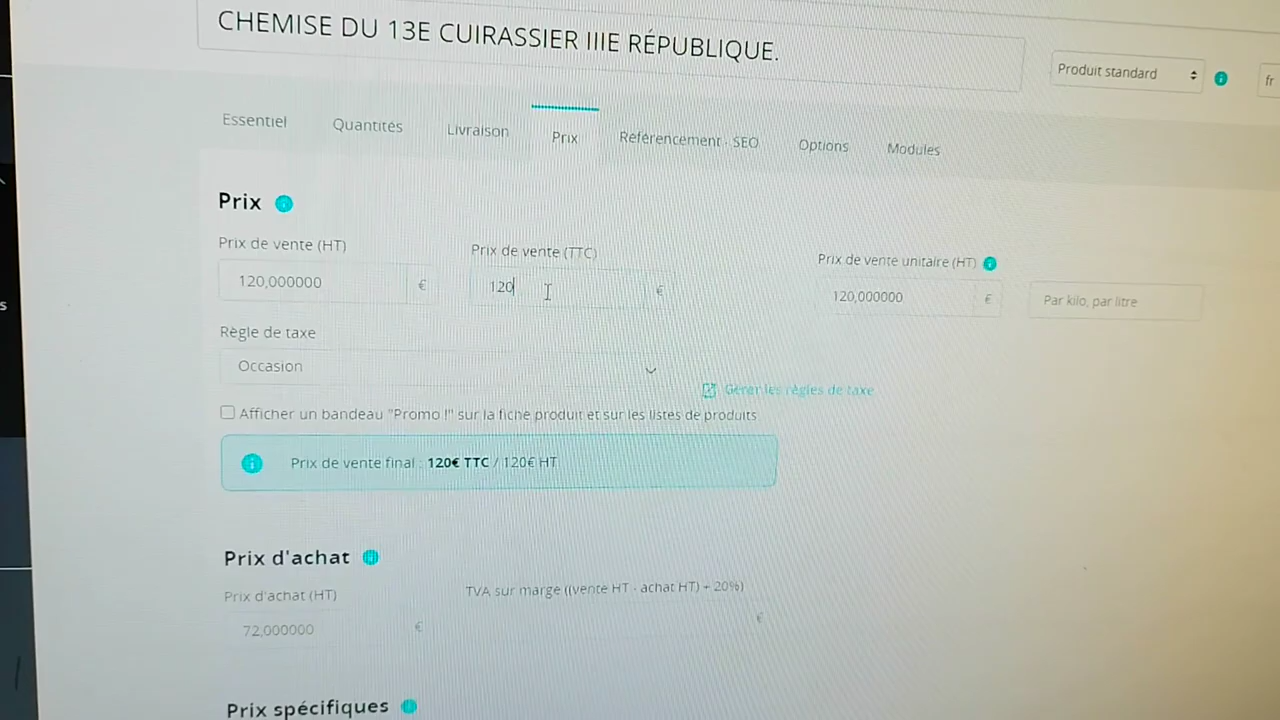 CHEMISE DU 13E CUIRASSIER IIIE RÉPUBLIQUE.
Produit standard
fr
Essentiel Quantités Livraison Prix Référencement - SEO Options Modules
Prix
Prix de vente (HT) Prix de vente (TTC) Prix de vente unitaire (HT)
120,000000 € 120 € 120,000000 € Par kilo, par litre
Règle de taxe
Occasion
Gérer les règles de taxe
Afficher un bandeau "Promo !" sur la fiche produit et sur les listes de produits
Prix de vente final : 120€ TTC / 120€ HT
Prix d'achat
Prix d'achat (HT) TVA sur marge ((vente HT - achat HT) ÷ 20%)
72,000000 € €
Prix spécifiques
s